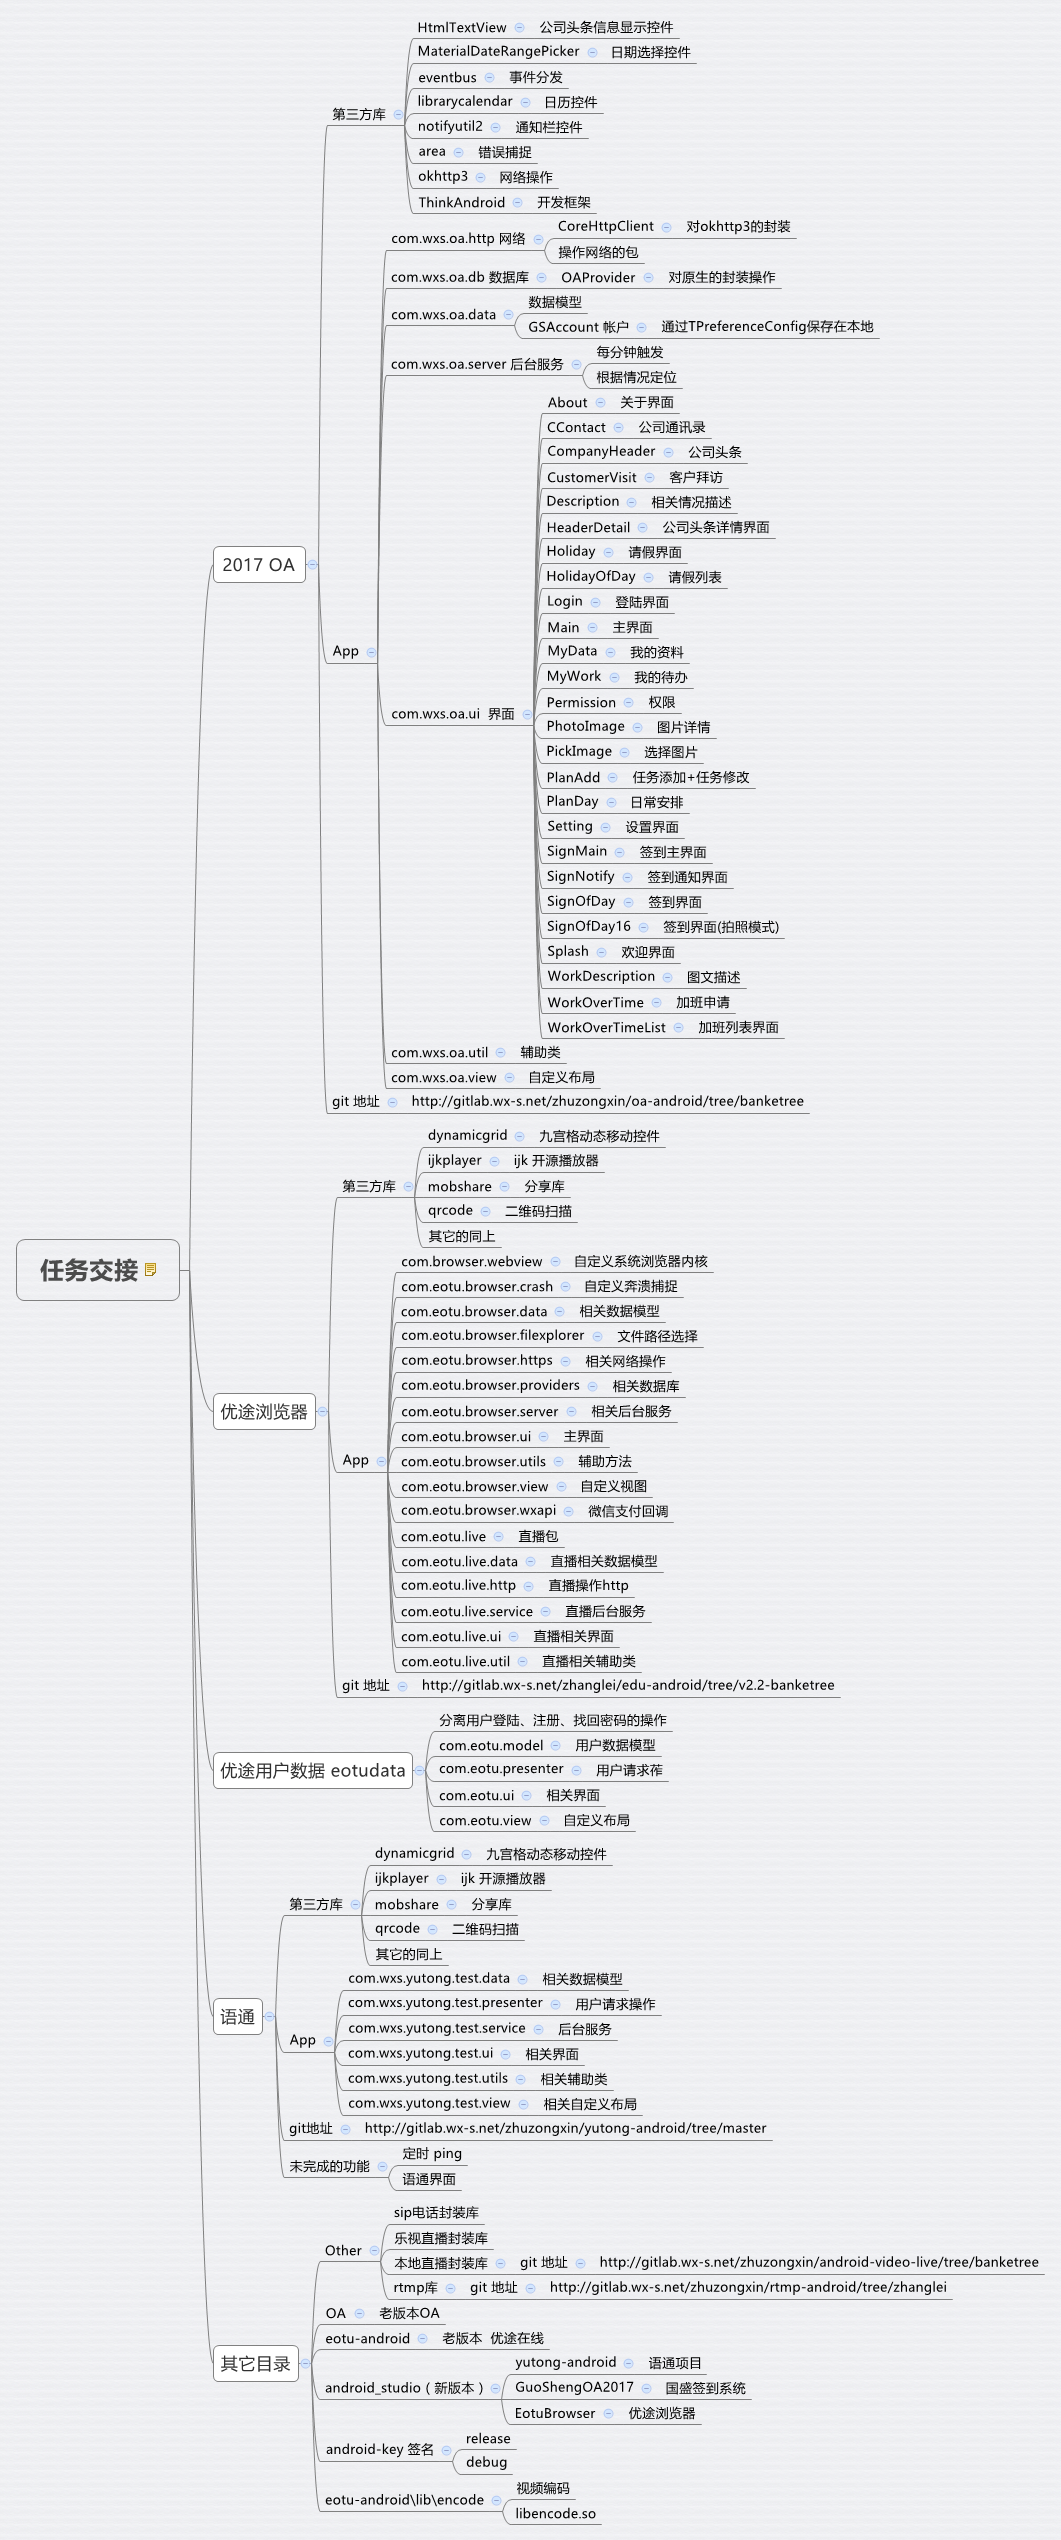 任务交接
2017 OA
第三方库
HtmlTextView 公司头条信息显示控件
MaterialDateRangePicker 日期选择控件
eventbus 事件分发
librarycalendar 日历控件
notifyutil2 通知栏控件
area 错误捕捉
okhttp3 网络操作
ThinkAndroid 开发框架
App
com.wxs.oa.http 网络
CoreHttpClient 对okhttp3的封装
操作网络的包
com.wxs.oa.db 数据库 OAProvider 对原生的封装操作
com.wxs.oa.data
数据模型
GSAccount 帐户 通过TPreferenceConfig保存在本地
com.wxs.oa.server 后台服务
每分钟触发
根据情况定位
com.wxs.oa.ui 界面
About 关于界面
CContact 公司通讯录
CompanyHeader 公司头条
CustomerVisit 客户拜访
Description 相关情况描述
HeaderDetail 公司头条详情界面
Holiday 请假界面
HolidayOfDay 请假列表
Login 登陆界面
Main 主界面
MyData 我的资料
MyWork 我的待办
Permission 权限
PhotoImage 图片详情
PickImage 选择图片
PlanAdd 任务添加+任务修改
PlanDay 日常安排
Setting 设置界面
SignMain 签到主界面
SignNotify 签到通知界面
SignOfDay 签到界面
SignOfDay16 签到界面(拍照模式)
Splash 欢迎界面
WorkDescription 图文描述
WorkOverTime 加班申请
WorkOverTimeList 加班列表界面
com.wxs.oa.util 辅助类
com.wxs.oa.view 自定义布局
git 地址 http://gitlab.wx-s.net/zhuzongxin/oa-android/tree/banketree
优途浏览器
第三方库
dynamicgrid 九宫格动态移动控件
ijkplayer ijk 开源播放器
mobshare 分享库
qrcode 二维码扫描
其它的同上
App
com.browser.webview 自定义系统浏览器内核
com.eotu.browser.crash 自定义奔溃捕捉
com.eotu.browser.data 相关数据模型
com.eotu.browser.filexplorer 文件路径选择
com.eotu.browser.https 相关网络操作
com.eotu.browser.providers 相关数据库
com.eotu.browser.server 相关后台服务
com.eotu.browser.ui 主界面
com.eotu.browser.utils 辅助方法
com.eotu.browser.view 自定义视图
com.eotu.browser.wxapi 微信支付回调
com.eotu.live 直播包
com.eotu.live.data 直播相关数据模型
com.eotu.live.http 直播操作http
com.eotu.live.service 直播后台服务
com.eotu.live.ui 直播相关界面
com.eotu.live.util 直播相关辅助类
git 地址 http://gitlab.wx-s.net/zhanglei/edu-android/tree/v2.2-banketree
优途用户数据 eotudata
分离用户登陆、注册、找回密码的操作
com.eotu.model 用户数据模型
com.eotu.presenter 用户请求荐
com.eotu.ui 相关界面
com.eotu.view 自定义布局
语通
第三方库
dynamicgrid 九宫格动态移动控件
ijkplayer ijk 开源播放器
mobshare 分享库
qrcode 二维码扫描
其它的同上
App
com.wxs.yutong.test.data 相关数据模型
com.wxs.yutong.test.presenter 用户请求操作
com.wxs.yutong.test.service 后台服务
com.wxs.yutong.test.ui 相关界面
com.wxs.yutong.test.utils 相关辅助类
com.wxs.yutong.test.view 相关自定义布局
git地址 http://gitlab.wx-s.net/zhuzongxin/yutong-android/tree/master
未完成的功能
定时 ping
语通界面
其它目录
Other
sip电话封装库
乐视直播封装库
本地直播封装库 git 地址 http://gitlab.wx-s.net/zhuzongxin/android-video-live/tree/banketree
rtmp库 git 地址 http://gitlab.wx-s.net/zhuzongxin/rtmp-android/tree/zhanglei
OA 老版本OA
eotu-android 老版本 优途在线
android_studio（新版本）
yutong-android 语通项目
GuoShengOA2017 国盛签到系统
EotuBrowser 优途浏览器
android-key 签名
release
debug
eotu-android\lib\encode
视频编码
libencode.so